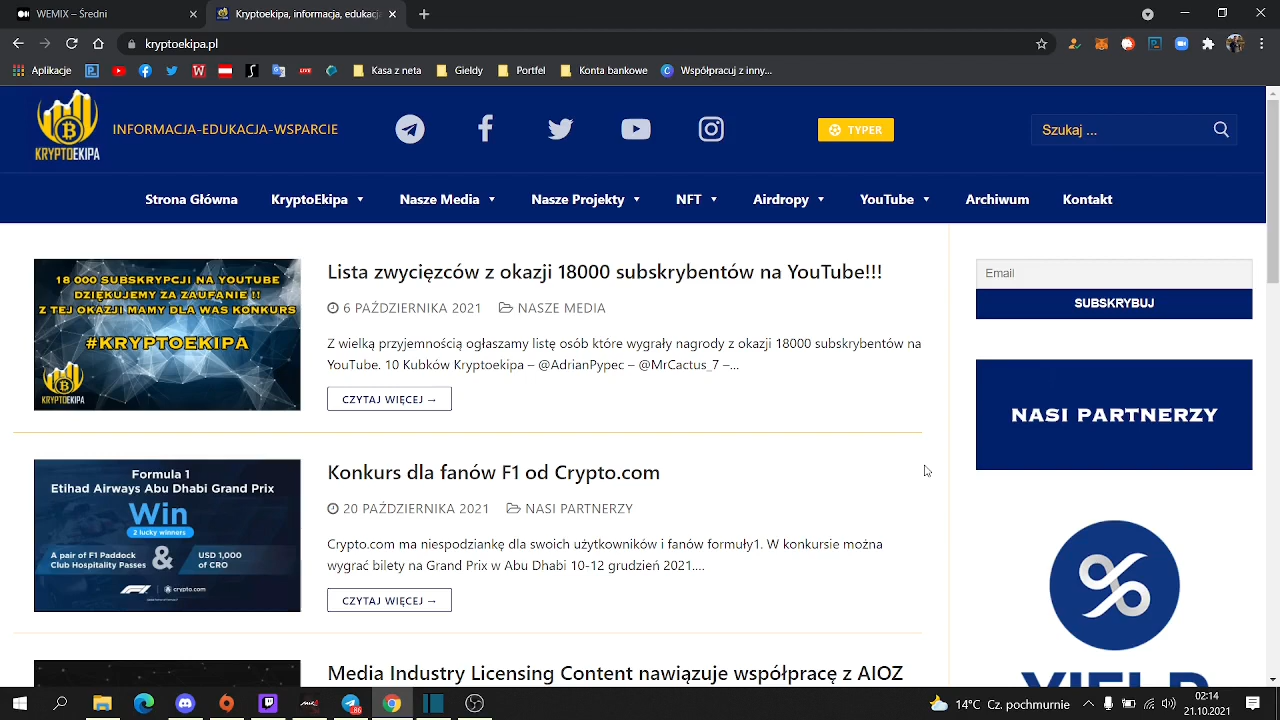 WEMIX – Średni
Kryptoekipa, informacja, edukacja
kryptoekipa.pl
Aplikacje
LIVE
Kasa z neta
Giełdy
Portfel
Konta bankowe
Współpracuj z inny...
KRYPTOEKIPA
INFORMACJA-EDUKACJA-WSPARCIE
TYPER
Szukaj ...
Strona Główna
KryptoEkipa
Nasze Media
Nasze Projekty
NFT
Airdropy
YouTube
Archiwum
Kontakt
18 000 SUBSKRYPCJI NA YOUTUBE
DZIĘKUJEMY ZA ZAUFANIE !!
Z TEJ OKAZJI MAMY DLA WAS KONKURS
#KRYPTOEKIPA
KRYPTOEKIPA
Lista zwycięzców z okazji 18000 subskrybentów na YouTube!!!
6 PAŹDZIERNIKA 2021 NASZE MEDIA
Z wielką przyjemnością ogłaszamy listę osób które wygrały nagrody z okazji 18000 subskrybentów na
YouTube. 10 Kubków Kryptoekipa – @AdrianPypec – @MrCactus_7 –...
CZYTAJ WIĘCEJ →
Email
SUBSKRYBUJ
NASI PARTNERZY
Formula 1
Etihad Airways Abu Dhabi Grand Prix
Win
2 lucky winners
A pair of F1 Paddock
Club Hospitality Passes
&
USD 1,000
of CRO
F1
crypto.com
Konkurs dla fanów F1 od Crypto.com
20 PAŹDZIERNIKA 2021 NASI PARTNERZY
Crypto.com ma niespodziankę dla swoich użytkowników i fanów formuły1. W konkursie można
wygrać bilety na Grand Prix w Abu Dhabi 10-12 grudzień 2021....
CZYTAJ WIĘCEJ →
Media Industry Licensing Content nawiązuje współpracę z AIOZ
YIELD
14°C Cz. pochmurnie
02:14
21.10.2021